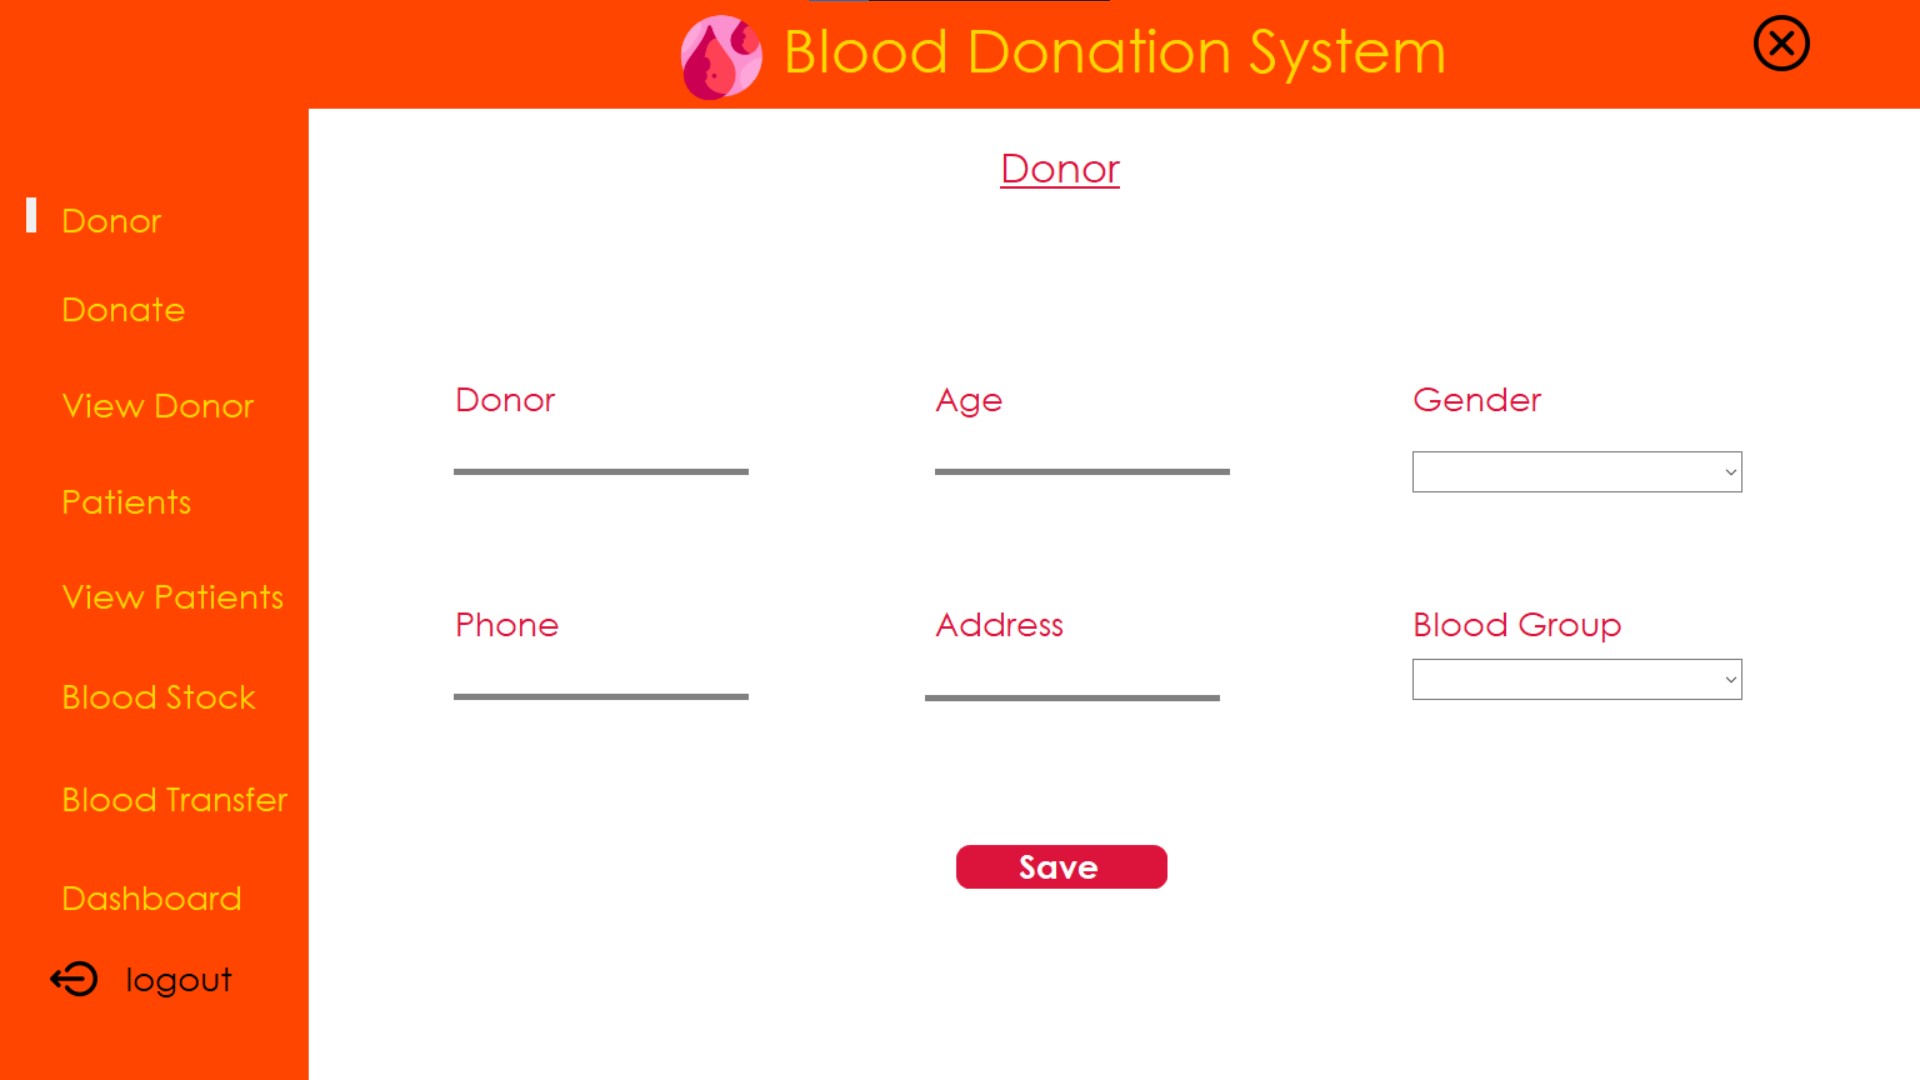 Blood Donation System
Donor
Donate
View Donor
Patients
View Patients
Blood Stock
Blood Transfer
Dashboard
logout
Donor
Donor
Age
Gender
Phone
Address
Blood Group
Save